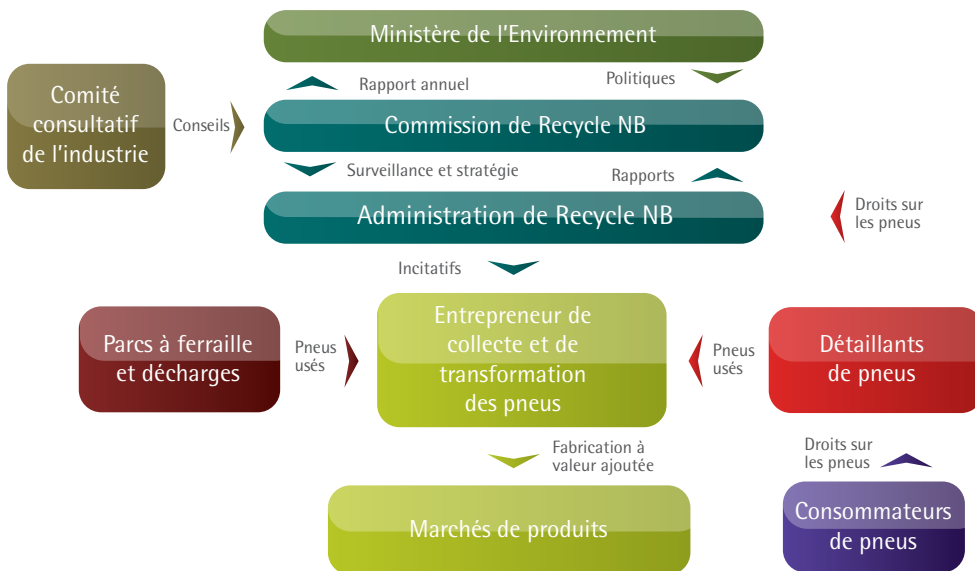 Ministère de l'Environnement
Rapport annuel
Politiques
Comité
consultatif
de l'industrie
Conseils
Commission de Recycle NB
Surveillance et stratégie
Rapports
Administration de Recycle NB
Droits sur
les pneus
Incitatifs
Parcs à ferraille
et décharges
Pneus
usés
Entrepreneur de
collecte et de
transformation
des pneus
Pneus
usés
Détaillants
de pneus
Fabrication à
valeur ajoutée
Droits sur
les pneus
Marchés de produits
Consommateurs
de pneus